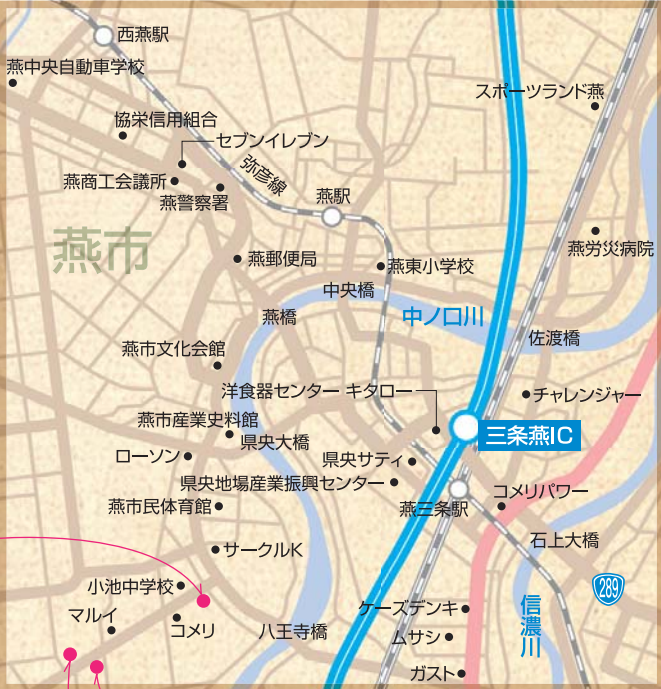 西燕駅
燕中央自動車学校
スポーツランド燕
協栄信用組合
セブンイレブン
弥彦線
燕商工会議所
燕警察署
燕駅
燕市
燕労災病院
燕郵便局
燕東小学校
中央橋
燕橋
中ノ口川
佐渡橋
燕市文化会館
洋食器センター キタロー
チャレンジャー
燕市産業史料館
三条燕IC
県央大橋
ローソン
県央サティ
県央地場産業振興センター
コメリパワー
燕市民体育館
燕三条駅
石上大橋
サークルK
小池中学校
289
マルイ
コメリ
八王寺橋
ケーズデンキ
信濃川
ムサシ
ガスト